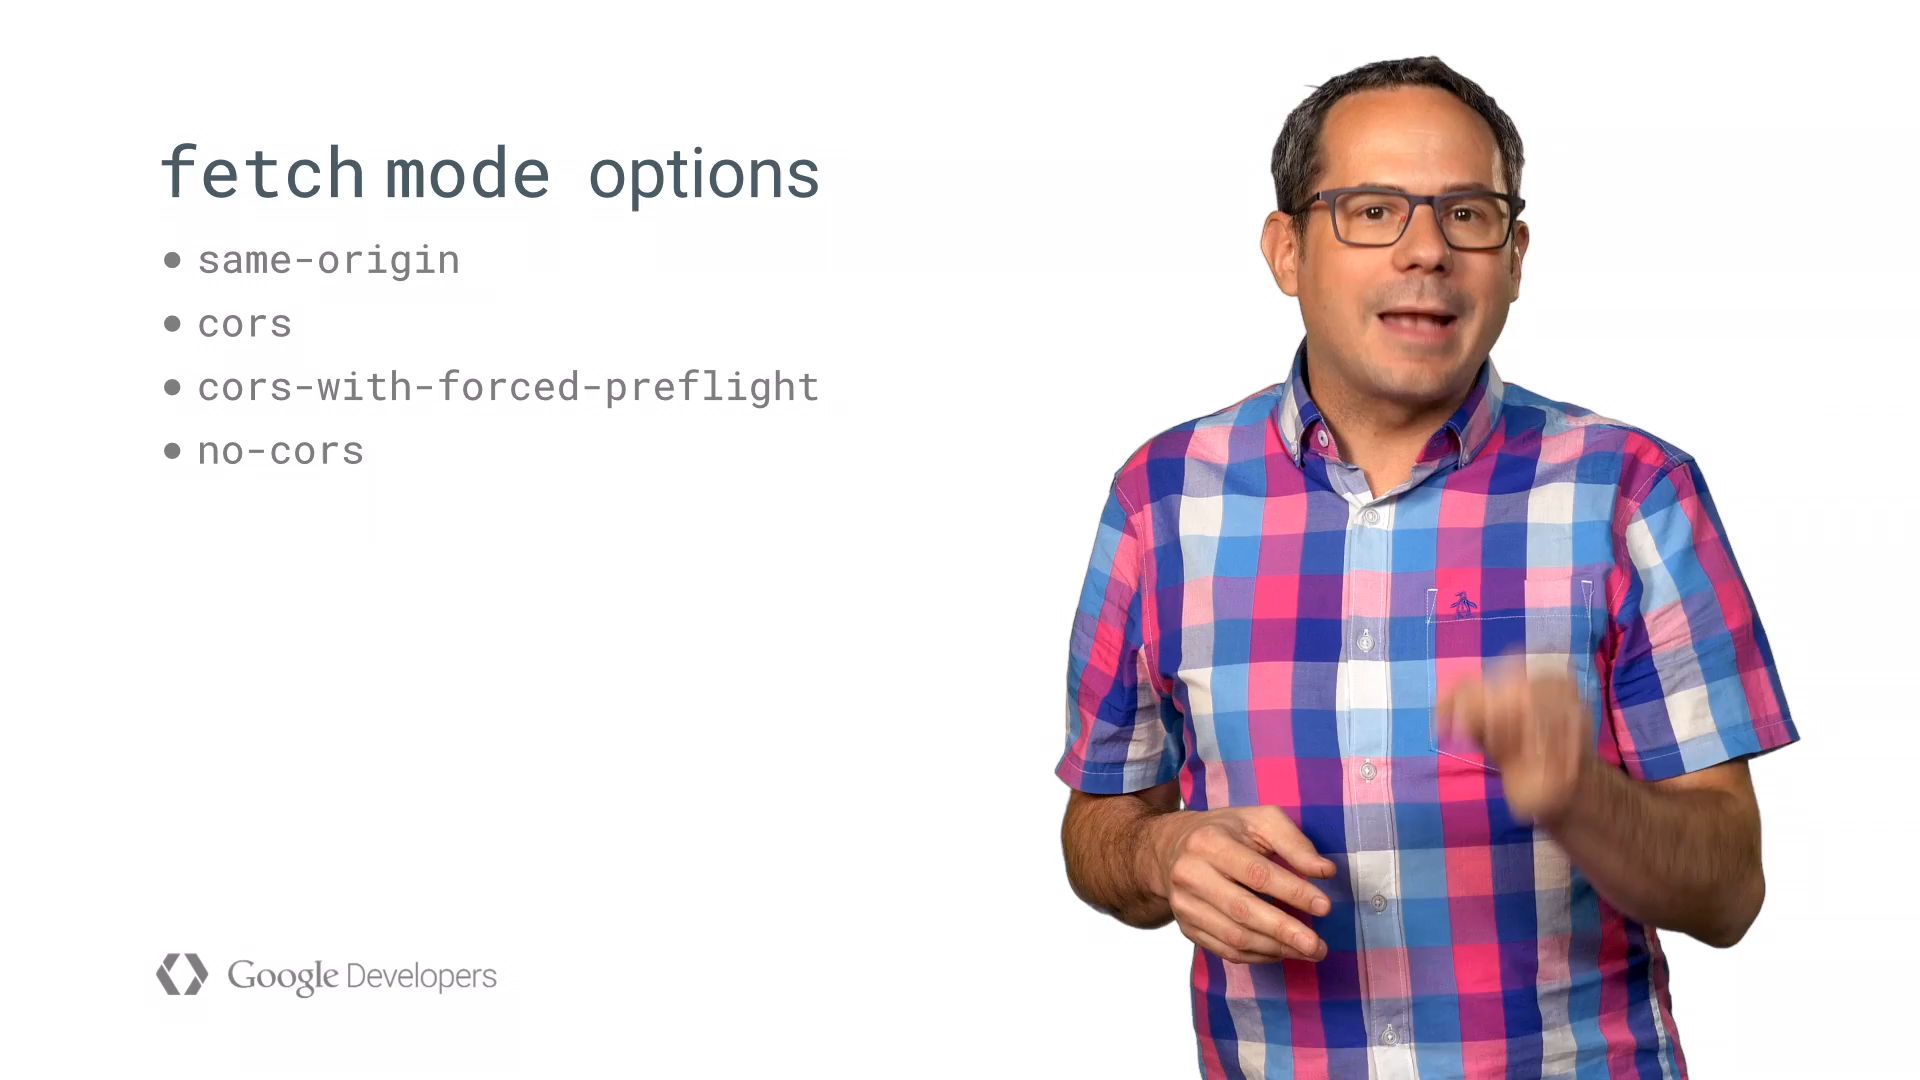 fetch mode options
• same-origin
• cors
• cors-with-forced-preflight
• no-cors
Google Developers